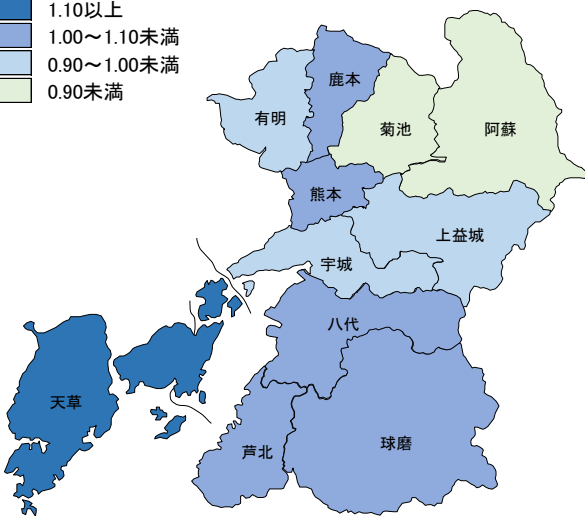 1.10以上
1.00～1.10未満
0.90～1.00未満
0.90未満
鹿本
有明
菊池
阿蘇
熊本
上益城
宇城
八代
天草
球磨
芦北